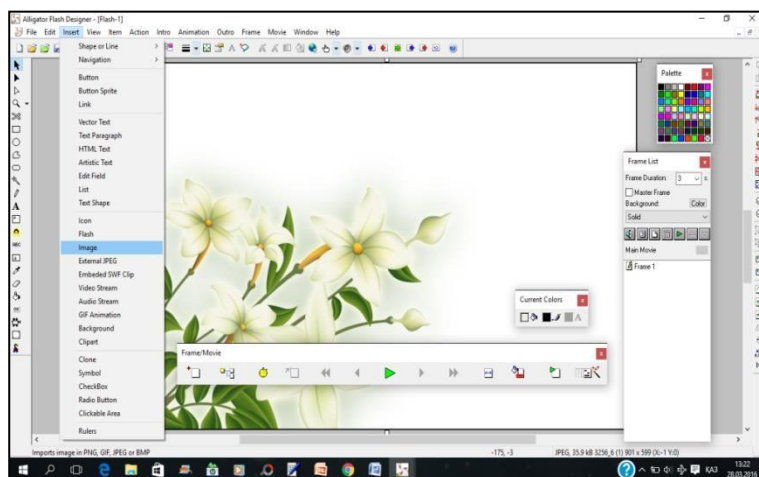 Alligator Flash Designer - [Flash-1]
File Edit Insert View Item Action Intro Animation Outro Frame Movie Window Help
Shape or Line
Navigation
Button
Button Sprite
Link
Vector Text
Text Paragraph
HTML Text
Artistic Text
Edit Field
List
Text Shape
Icon
Flash
Image
External JPEG
Embeded SWF Clip
Video Stream
Audio Stream
GIF Animation
Background
Clipart
Clone
Symbol
CheckBox
Radio Button
Clickable Area
Rulers
Palette
Frame List
Frame Duration: 3 s.
Master Frame
Background: Color
Solid
Main Movie ...
Frame 1
Current Colors
Frame/Movie
Imports image in PNG, GIF, JPEG or BMP
-175, -3
JPEG, 35.9 kB 3256_6 (1) 901 x 599 (X:-1 Y:0)
ҚАЗ
13:22
28.03.2016